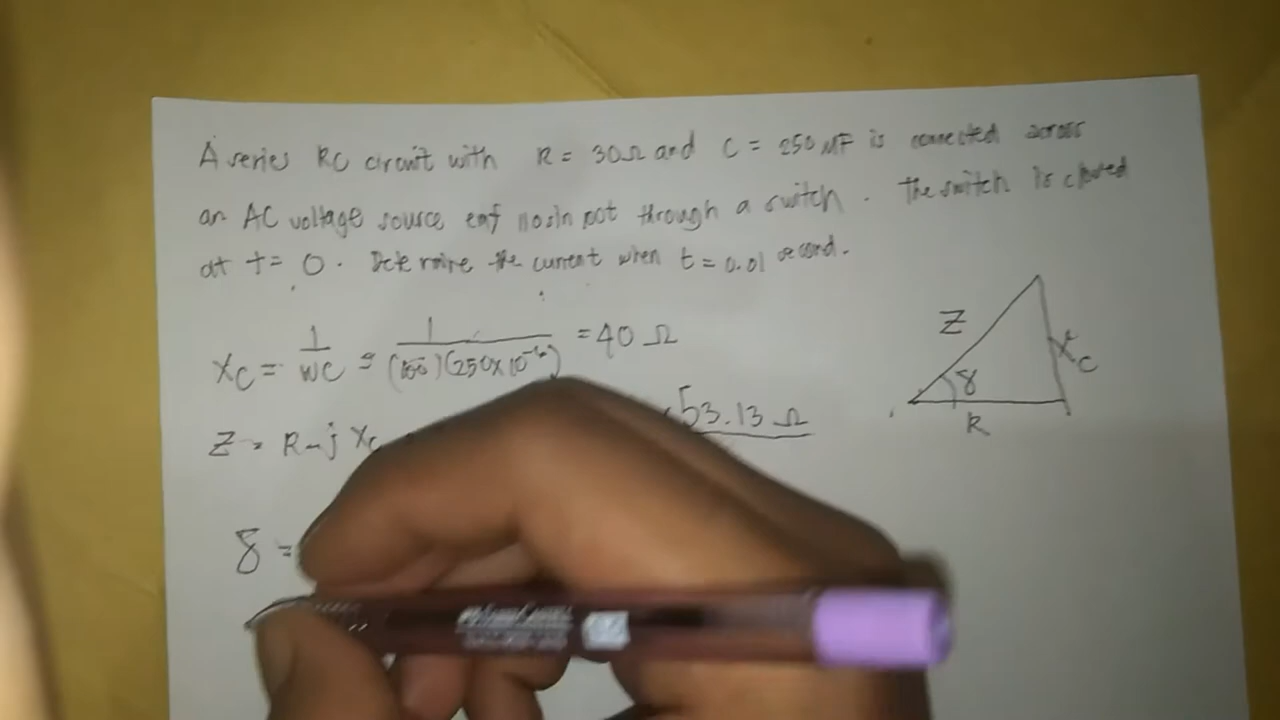 A series RC circuit with R = 30Ω and C = 250 μF is connected across
an AC voltage source emf 110 sin through a switch. The switch is closed
at t = 0. Determine the current when t = 0.01 second.
Xc = 1/wc = 1/(100)(250x10^-6) = 40 Ω
Z = R-j Xc 53.13 Ω
γ =
Z
γ
Xc
R